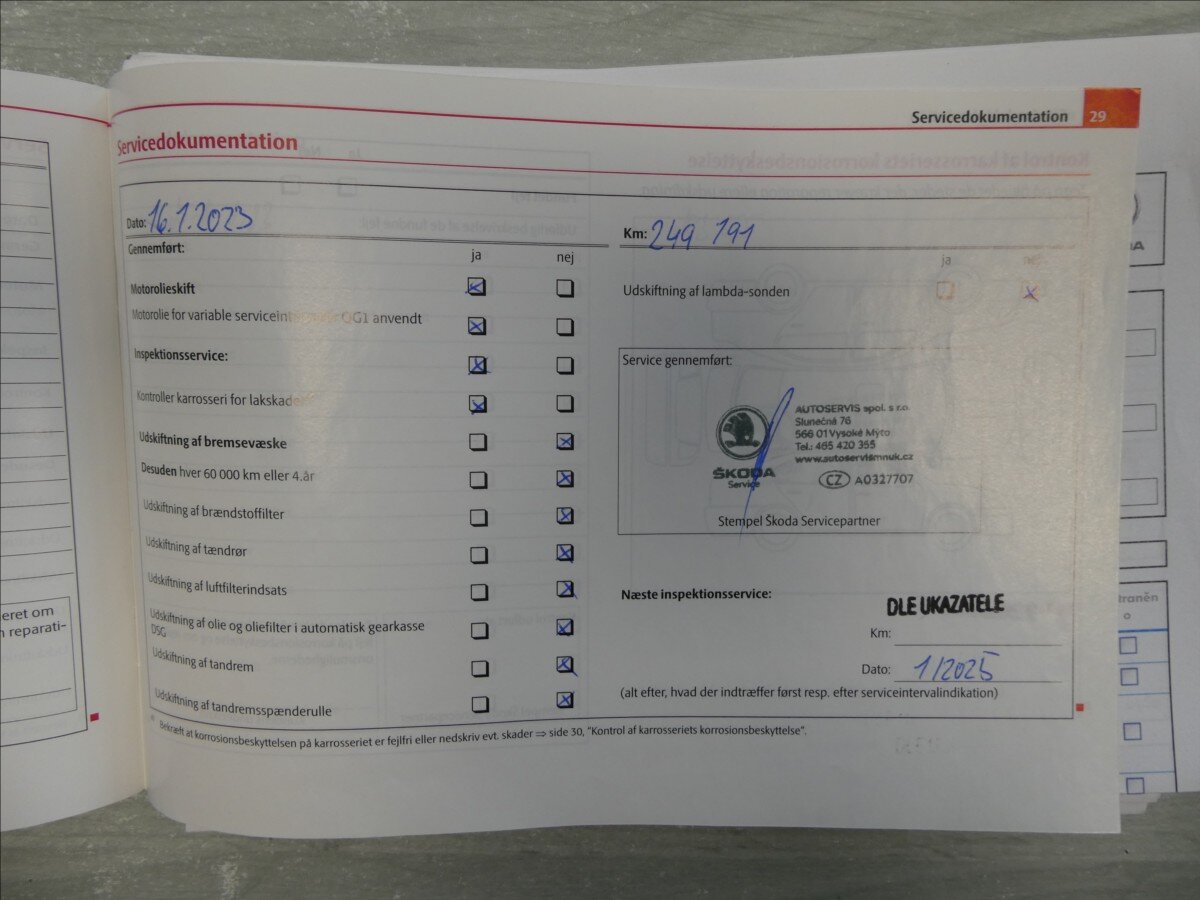 Servicedokumentation 29
Servicedokumentation
Dato: 16.1.2023
Km: 249 791
Gennemført:
ja nej
Motorolieskift
Motorolie for variable QG1 anvendt
Inspektionsservice:
Kontroller karrosseri for
Udskiftning af bremsevæske
Desuden hver 60 000 km eller 4.år
Udskiftning af brændstoffilter
Udskiftning af tændrør
Udskiftning af luftfilterindsats
Udskiftning af olie og oliefilter i automatisk gearkasse
DSG
Udskiftning af tandrem
Udskiftning af tandremsspænderulle
ja nej
Udskiftning af lambda-sonden
Service gennemført:
AUTOSERVIS spol. s r.o.
Slunečná 76
566 01 Vysoké Mýto
Tel.: 465 420 355
www.autoservismnuk.cz
CZ A0327707
ŠKODA
Service
Stempel Škoda Servicepartner
Næste inspektionsservice:
DLE UKAZATELE
Km:
Dato: 1/2025
(alt efter, hvad der indtræffer først resp. efter serviceintervalindikation)
Bekræft at korrosionsbeskyttelsen på karrosseriet er fejlfri eller nedskriv evt. skader ⇒ side 30, "Kontrol af karrosseriets korrosionsbeskyttelse".
eret om
reparati-